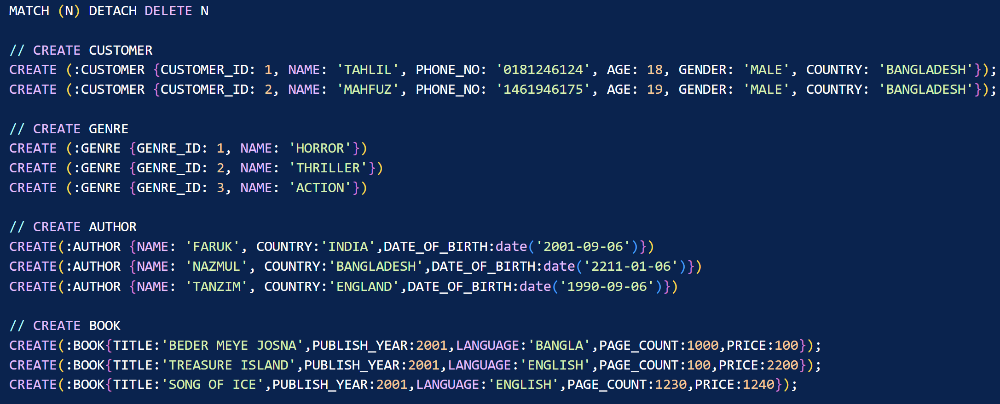 MATCH (N) DETACH DELETE N
// CREATE CUSTOMER
CREATE (:CUSTOMER {CUSTOMER_ID: 1, NAME: 'TAHLIL', PHONE_NO: '0181246124', AGE: 18, GENDER: 'MALE', COUNTRY: 'BANGLADESH'});
CREATE (:CUSTOMER {CUSTOMER_ID: 2, NAME: 'MAHFUZ', PHONE_NO: '1461946175', AGE: 19, GENDER: 'MALE', COUNTRY: 'BANGLADESH'});
// CREATE GENRE
CREATE (:GENRE {GENRE_ID: 1, NAME: 'HORROR'})
CREATE (:GENRE {GENRE_ID: 2, NAME: 'THRILLER'})
CREATE (:GENRE {GENRE_ID: 3, NAME: 'ACTION'})
// CREATE AUTHOR
CREATE(:AUTHOR {NAME: 'FARUK', COUNTRY:'INDIA',DATE_OF_BIRTH:date('2001-09-06')})
CREATE(:AUTHOR {NAME: 'NAZMUL', COUNTRY:'BANGLADESH',DATE_OF_BIRTH:date('2211-01-06')})
CREATE(:AUTHOR {NAME: 'TANZIM', COUNTRY:'ENGLAND',DATE_OF_BIRTH:date('1990-09-06')})
// CREATE BOOK
CREATE(:BOOK{TITLE:'BEDER MEYE JOSNA',PUBLISH_YEAR:2001,LANGUAGE:'BANGLA',PAGE_COUNT:1000,PRICE:100});
CREATE(:BOOK{TITLE:'TREASURE ISLAND',PUBLISH_YEAR:2001,LANGUAGE:'ENGLISH',PAGE_COUNT:100,PRICE:2200});
CREATE(:BOOK{TITLE:'SONG OF ICE',PUBLISH_YEAR:2001,LANGUAGE:'ENGLISH',PAGE_COUNT:1230,PRICE:1240});